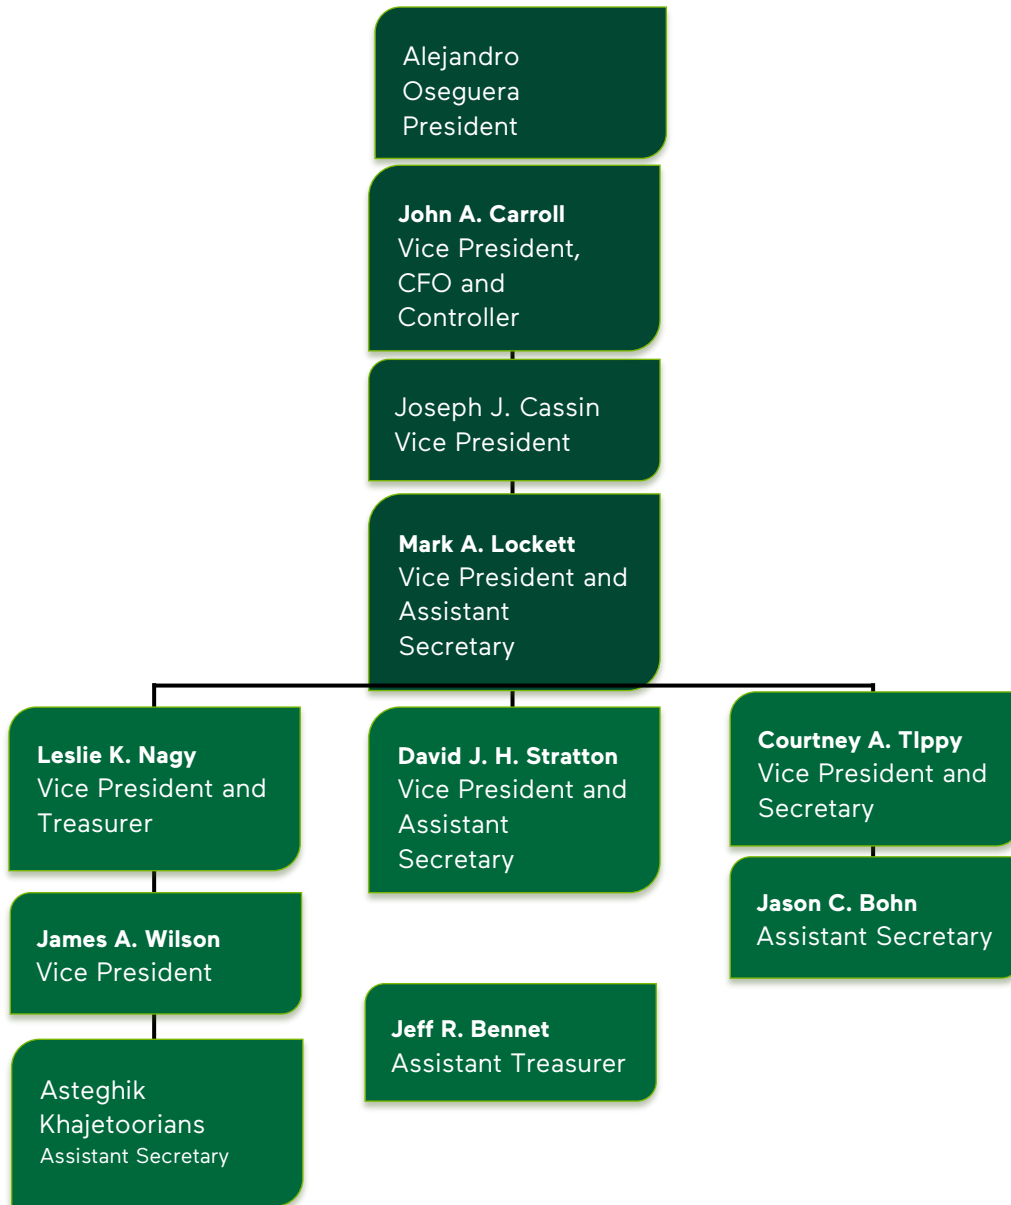 Alejandro
Oseguera
President
John A. Carroll
Vice President,
CFO and
Controller
Joseph J. Cassin
Vice President
Mark A. Lockett
Vice President and
Assistant
Secretary
Leslie K. Nagy
Vice President and
Treasurer
David J. H. Stratton
Vice President and
Assistant
Secretary
Courtney A. TIppy
Vice President and
Secretary
James A. Wilson
Vice President
Jason C. Bohn
Assistant Secretary
Jeff R. Bennet
Assistant Treasurer
Asteghik
Khajetoorians
Assistant Secretary